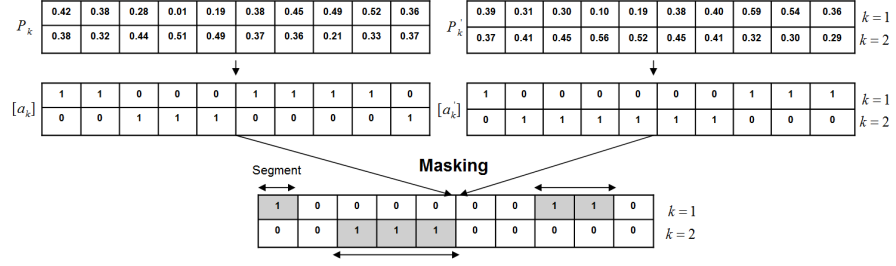 0.42 0.38 0.28 0.01 0.19 0.38 0.45 0.49 0.52 0.36
P_k
0.38 0.32 0.44 0.51 0.49 0.37 0.36 0.21 0.33 0.37
0.39 0.31 0.30 0.10 0.19 0.38 0.40 0.59 0.54 0.36 k = 1
P'_k
0.37 0.41 0.45 0.56 0.52 0.45 0.41 0.32 0.30 0.29 k = 2
1 1 0 0 0 1 1 1 1 0
[a_k]
0 0 1 1 1 0 0 0 0 1
1 0 0 0 0 0 0 1 1 1 k = 1
[a'_k]
0 1 1 1 1 1 1 0 0 0 k = 2
Masking
Segment
1 0 0 0 0 0 0 1 1 0 k = 1
0 0 1 1 1 0 0 0 0 0 k = 2